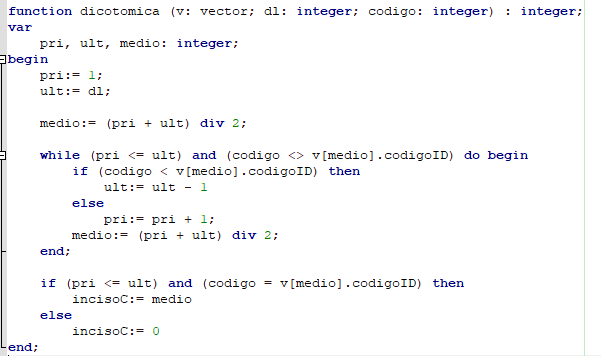 function dicotomica (v: vector; dl: integer; codigo: integer) : integer;
var
    pri, ult, medio: integer;
begin
    pri:= 1;
    ult:= dl;

    medio:= (pri + ult) div 2;

    while (pri <= ult) and (codigo <> v[medio].codigoID) do begin
        if (codigo < v[medio].codigoID) then
            ult:= ult - 1
        else
            pri:= pri + 1;
        medio:= (pri + ult) div 2;
    end;

    if (pri <= ult) and (codigo = v[medio].codigoID) then
        incisoC:= medio
    else
        incisoC:= 0
end;